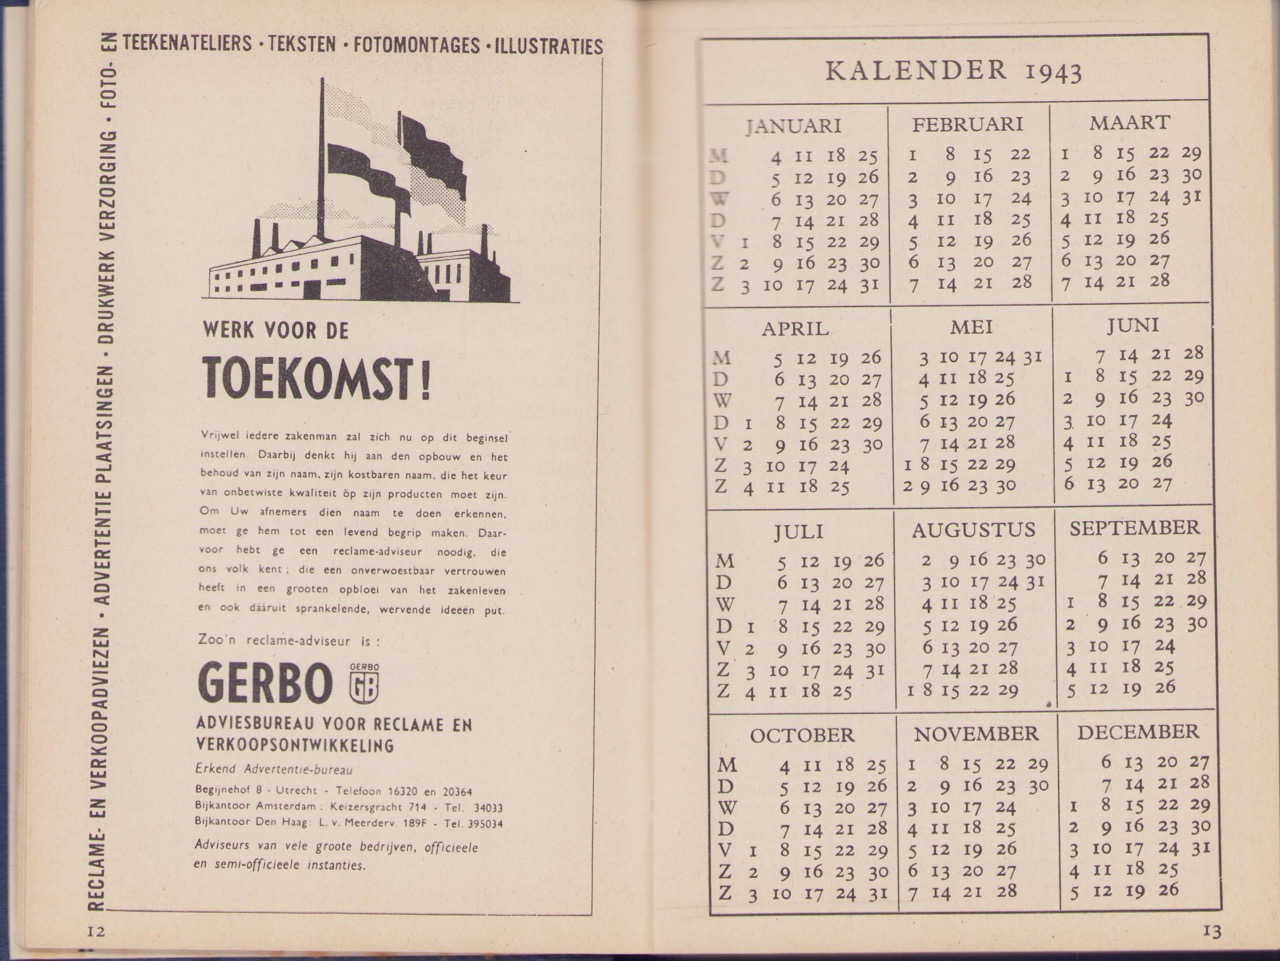 RECLAME- EN VERKOOPADVIEZEN · ADVERTENTIE PLAATSINGEN · DRUKWERK VERZORGING · FOTO- EN
TEEKENATELIERS · TEKSTEN · FOTOMONTAGES · ILLUSTRATIES
WERK VOOR DE
TOEKOMST!
Vrijwel iedere zakenman zal zich nu op dit beginsel
instellen. Daarbij denkt hij aan den opbouw en het
behoud van zijn naam, zijn kostbaren naam, die het keur
van onbetwiste kwaliteit òp zijn producten moet zijn.
Om Uw afnemers dien naam te doen erkennen,
moet ge hem tot een levend begrip maken. Daar-
voor hebt ge een reclame-adviseur noodig, die
ons volk kent; die een onverwoestbaar vertrouwen
heeft in een grooten opbloei van het zakenleven
en ook dááruit sprankelende, wervende ideeën put.
Zoo'n reclame-adviseur is :
GERBO
GERBO
GB
ADVIESBUREAU VOOR RECLAME EN
VERKOOPSONTWIKKELING
Erkend Advertentie-bureau
Begijnehof 8 - Utrecht - Telefoon 16320 en 20364
Bijkantoor Amsterdam: Keizersgracht 714 - Tel. 34033
Bijkantoor Den Haag: L. v. Meerderv. 189F - Tel. 395034
Adviseurs van vele groote bedrijven, officieele
en semi-officieele instanties.
12
KALENDER 1943
JANUARI FEBRUARI MAART
M 4 11 18 25 1 8 15 22 1 8 15 22 29
D 5 12 19 26 2 9 16 23 2 9 16 23 30
W 6 13 20 27 3 10 17 24 3 10 17 24 31
D 7 14 21 28 4 11 18 25 4 11 18 25
V 1 8 15 22 29 5 12 19 26 5 12 19 26
Z 2 9 16 23 30 6 13 20 27 6 13 20 27
Z 3 10 17 24 31 7 14 21 28 7 14 21 28
APRIL MEI JUNI
M 5 12 19 26 3 10 17 24 31 7 14 21 28
D 6 13 20 27 4 11 18 25 1 8 15 22 29
W 7 14 21 28 5 12 19 26 2 9 16 23 30
D 1 8 15 22 29 6 13 20 27 3 10 17 24
V 2 9 16 23 30 7 14 21 28 4 11 18 25
Z 3 10 17 24 1 8 15 22 29 5 12 19 26
Z 4 11 18 25 2 9 16 23 30 6 13 20 27
JULI AUGUSTUS SEPTEMBER
M 5 12 19 26 2 9 16 23 30 6 13 20 27
D 6 13 20 27 3 10 17 24 31 7 14 21 28
W 7 14 21 28 4 11 18 25 1 8 15 22 29
D 1 8 15 22 29 5 12 19 26 2 9 16 23 30
V 2 9 16 23 30 6 13 20 27 3 10 17 24
Z 3 10 17 24 31 7 14 21 28 4 11 18 25
Z 4 11 18 25 1 8 15 22 29 5 12 19 26
OCTOBER NOVEMBER DECEMBER
M 4 11 18 25 1 8 15 22 29 6 13 20 27
D 5 12 19 26 2 9 16 23 30 7 14 21 28
W 6 13 20 27 3 10 17 24 1 8 15 22 29
D 7 14 21 28 4 11 18 25 2 9 16 23 30
V 1 8 15 22 29 5 12 19 26 3 10 17 24 31
Z 2 9 16 23 30 6 13 20 27 4 11 18 25
Z 3 10 17 24 31 7 14 21 28 5 12 19 26
13